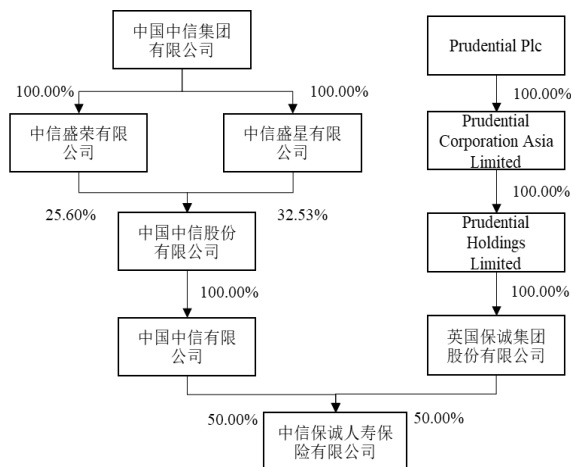 中国中信集团
有限公司
Prudential Plc
100.00%
100.00%
100.00%
中信盛荣有限
公司
中信盛星有限
公司
Prudential
Corporation Asia
Limited
25.60%
32.53%
100.00%
中国中信股份
有限公司
Prudential
Holdings
Limited
100.00%
100.00%
中国中信有限
公司
英国保诚集团
股份有限公司
50.00%
50.00%
中信保诚人寿保
险有限公司